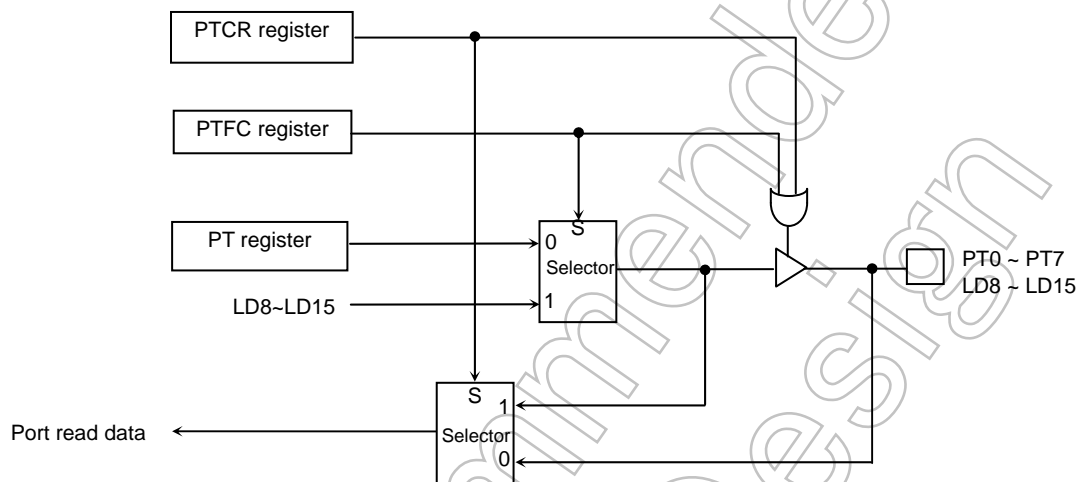 PTCR register
PTFC register
S
PT register
0
Selector
PT0 ~ PT7
LD8 ~ LD15
LD8~LD15
1
S
1
Port read data
Selector
0